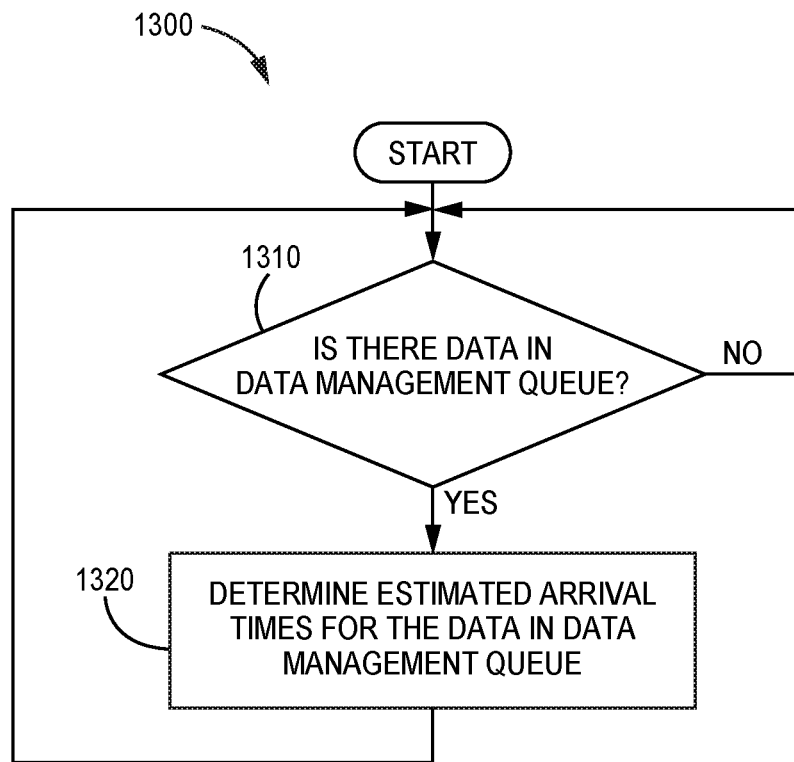 1300
START
1310
IS THERE DATA IN
DATA MANAGEMENT QUEUE?
NO
YES
1320
DETERMINE ESTIMATED ARRIVAL
TIMES FOR THE DATA IN DATA
MANAGEMENT QUEUE